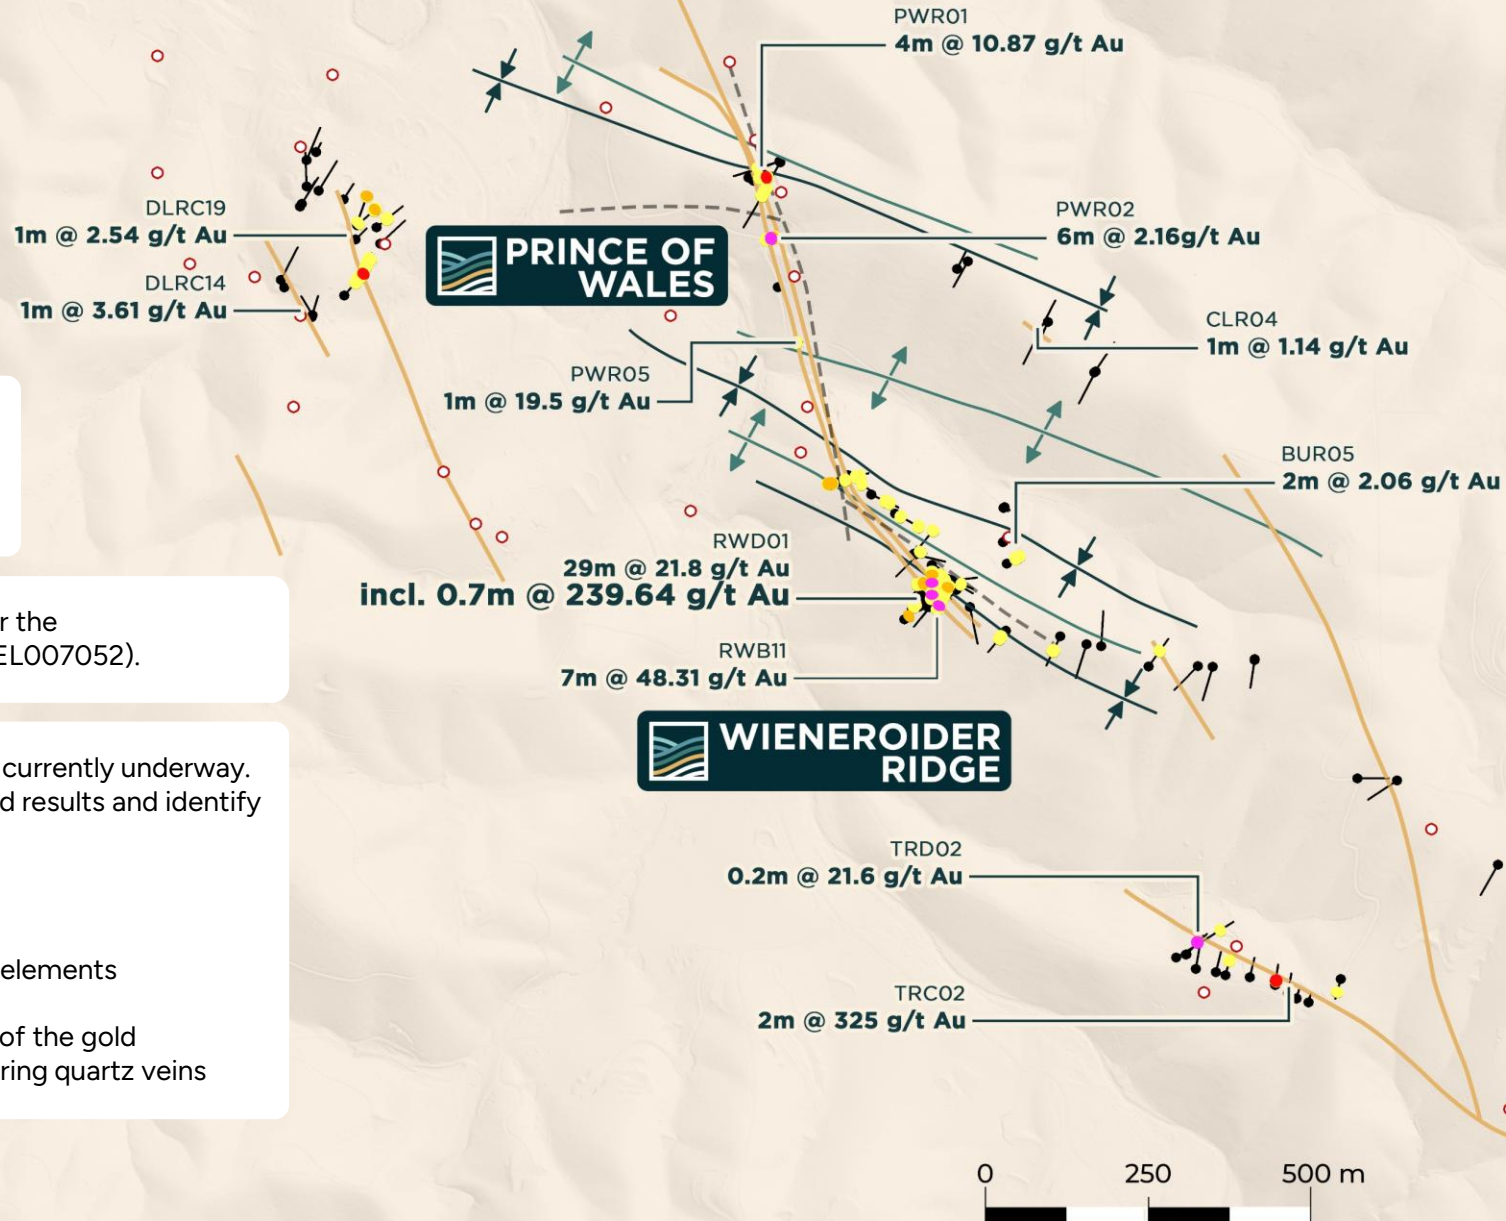 PWR01
4m @ 10.87 g/t Au
DLRC19
1m @ 2.54 g/t Au
DLRC14
1m @ 3.61 g/t Au
PRINCE OF
WALES
PWR02
6m @ 2.16g/t Au
CLR04
1m @ 1.14 g/t Au
PWR05
1m @ 19.5 g/t Au
BUR05
2m @ 2.06 g/t Au
RWD01
29m @ 21.8 g/t Au
incl. 0.7m @ 239.64 g/t Au
RWB11
7m @ 48.31 g/t Au
r the
EL007052).
WIENEROIDER
RIDGE
currently underway.
d results and identify
elements
of the gold
ring quartz veins
TRD02
0.2m @ 21.6 g/t Au
TRC02
2m @ 325 g/t Au
0 250 500 m